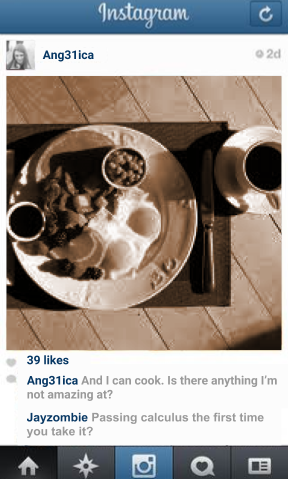 Instagram
Ang31ica
2d
39 likes
Ang31ica And I can cook. Is there anything I'm
not amazing at?
Jayzombie Passing calculus the first time
you take it?